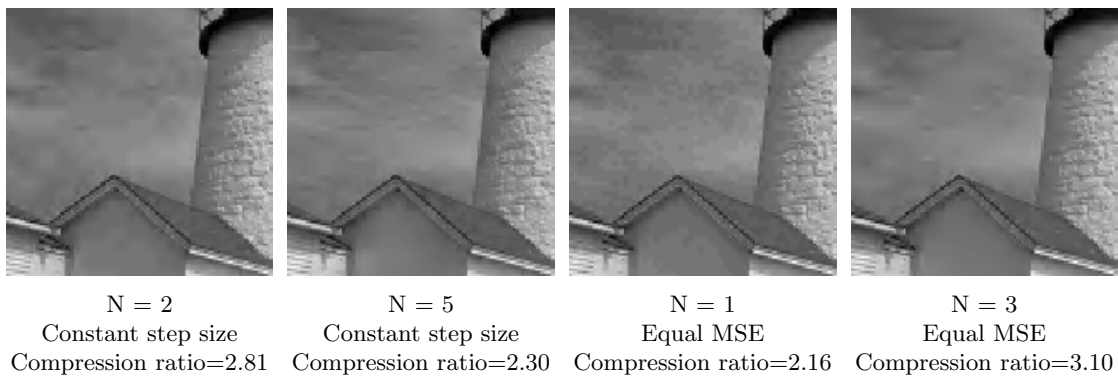 N = 2
Constant step size
Compression ratio=2.81
N = 5
Constant step size
Compression ratio=2.30
N = 1
Equal MSE
Compression ratio=2.16
N = 3
Equal MSE
Compression ratio=3.10